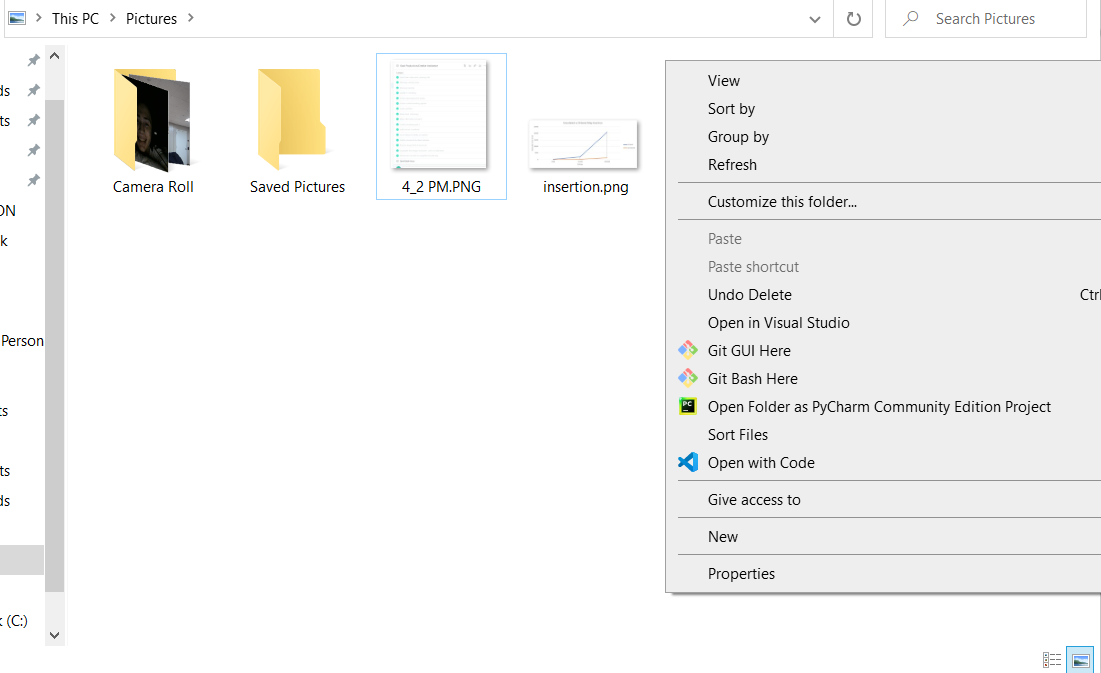 This PC
Pictures
Search Pictures
ds
ts
ON
k
Person
ts
ts
ds
k (C:)
Camera Roll
Saved Pictures
4_2 PM.PNG
insertion.png
View
Sort by
Group by
Refresh
Customize this folder...
Paste
Paste shortcut
Undo Delete
Ctrl
Open in Visual Studio
Git GUI Here
Git Bash Here
PC
Open Folder as PyCharm Community Edition Project
Sort Files
Open with Code
Give access to
New
Properties